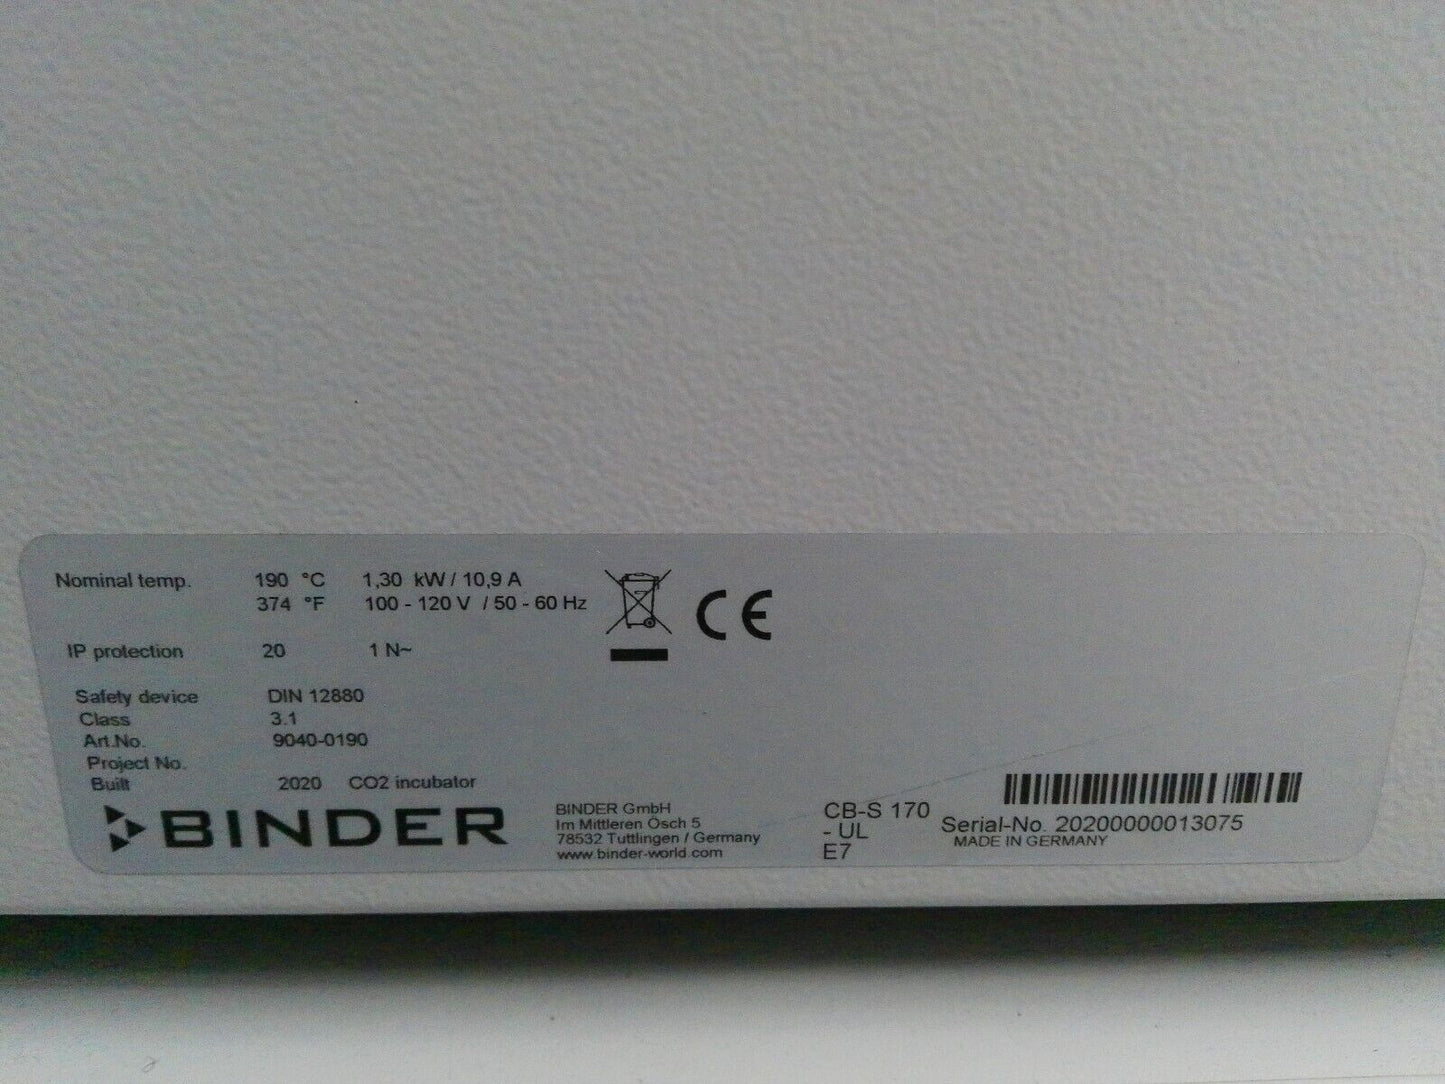 Nominal temp. 190 °C 1,30 kW / 10,9 A
374 °F 100 - 120 V / 50 - 60 Hz
IP protection 20 1 N~
Safety device DIN 12880
Class 3.1
Art.No. 9040-0190
Project No.
Built 2020 CO2 incubator
CE
BINDER
BINDER GmbH
Im Mittleren Ösch 5
78532 Tuttlingen / Germany
www.binder-world.com
CB-S 170
- UL
E7
Serial-No. 20200000013075
MADE IN GERMANY